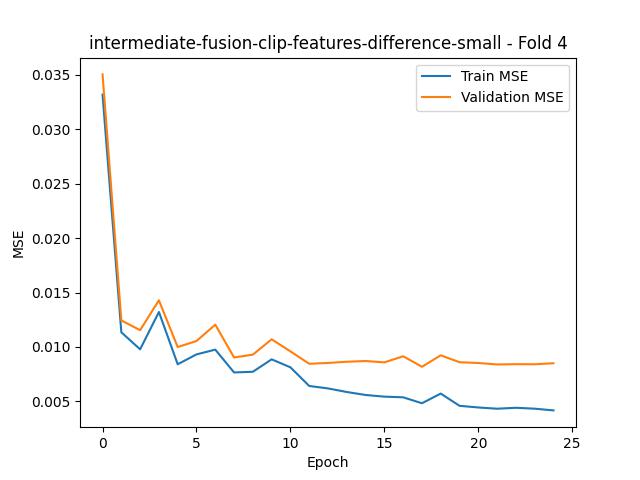 intermediate-fusion-clip-features-difference-small - Fold 4
Train MSE
Validation MSE
0.035
0.030
0.025
0.020
0.015
0.010
0.005
MSE
0 5 10 15 20 25
Epoch